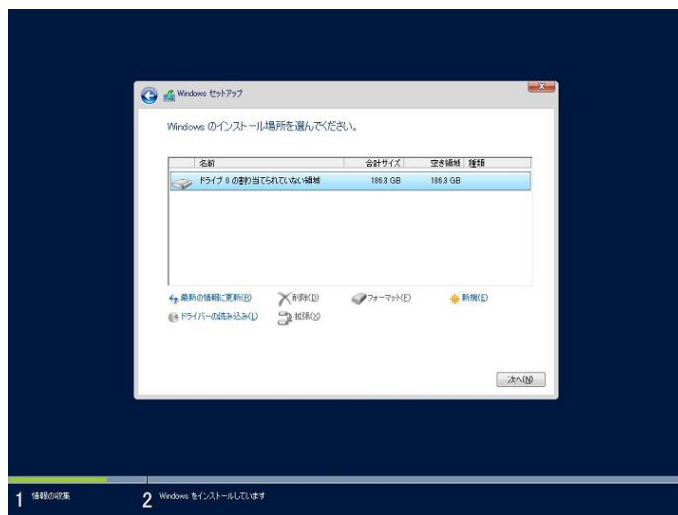 Windows セットアップ
Windows のインストール場所を選んでください。
名前 合計サイズ 空き領域 種類
ドライブ 0 の割り当てられていない領域 186.3 GB 186.3 GB
最新の情報に更新(R) 削除(D) フォーマット(F) 新規(E)
ドライバーの読み込み(L) 拡張(X)
次へ(N)
1 情報の収集 2 Windows をインストールしています